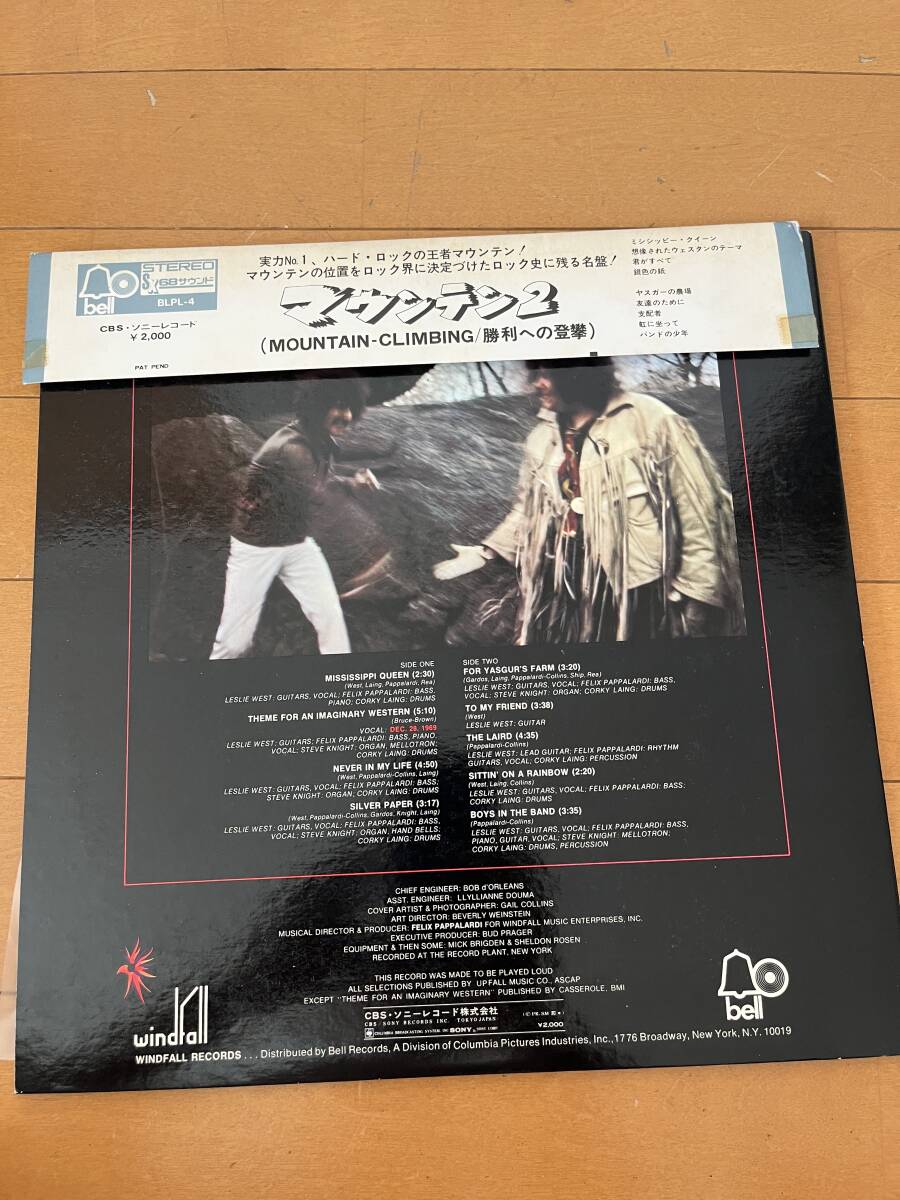 bell
STEREO
SX68サウンド
BLPL-4
CBS・ソニーレコード
¥2,000
PAT PEND
実力No.1、ハード・ロックの王者マウンテン!
マウンテンの位置をロック界に決定づけたロック史に残る名盤!
マウンテン2
(MOUNTAIN-CLIMBING/勝利への登攀)
ミシシッピー・クイーン
想像されたウェスタンのテーマ
君がすべて
銀色の紙
ヤスガーの農場
友達のために
支配者
虹に坐って
バンドの少年
SIDE ONE
MISSISSIPPI QUEEN (2:30)
(West, Laing, Pappalardi, Rea)
LESLIE WEST: GUITARS, VOCAL; FELIX PAPPALARDI: BASS,
PIANO; CORKY LAING: DRUMS
THEME FOR AN IMAGINARY WESTERN (5:10)
(Bruce-Brown)
VOCAL: DEC. 28, 1969
LESLIE WEST; GUITARS; FELIX PAPPALARDI: BASS, PIANO,
VOCAL; STEVE KNIGHT: ORGAN, MELLOTRON;
CORKY LAING: DRUMS
NEVER IN MY LIFE (4:50)
(West, Pappalardi-Collins, Laing)
LESLIE WEST: GUITARS, VOCAL; FELIX PAPPALARDI: BASS;
STEVE KNIGHT: ORGAN, CORKY LAING: DRUMS
SILVER PAPER (3:17)
(West, Pappalardi-Collins, Gardos, Knight, Laing)
LESLIE WEST: GUITARS, VOCAL; FELIX PAPPALARDI: BASS,
VOCAL; STEVE KNIGHT: ORGAN, HAND BELLS;
CORKY LAING: DRUMS
SIDE TWO
FOR YASGUR'S FARM (3:20)
(Gardos, Laing, Pappalardi-Collins, Ship, Rea)
LESLIE WEST: GUITARS, VOCAL; FELIX PAPPALARDI: BASS,
VOCAL; STEVE KNIGHT: ORGAN; CORKY LAING: DRUMS
TO MY FRIEND (3:38)
(West)
LESLIE WEST: GUITAR
THE LAIRD (4:35)
(Pappalardi-Collins)
LESLIE WEST: LEAD GUITAR; FELIX PAPPALARDI: RHYTHM
GUITARS, VOCAL; CORKY LAING: PERCUSSION
SITTIN' ON A RAINBOW (2:20)
(West, Laing, Collins)
LESLIE WEST: GUITARS, VOCAL; FELIX PAPPALARDI: BASS;
CORKY LAING: DRUMS
BOYS IN THE BAND (3:35)
(Pappalardi-Collins)
LESLIE WEST: GUITARS, VOCAL; FELIX PAPPALARDI: BASS,
PIANO, GUITAR, VOCAL; STEVE KNIGHT: MELLOTRON;
CORKY LAING: DRUMS, PERCUSSION
CHIEF ENGINEER: BOB d'ORLEANS
ASST. ENGINEER: LLYLLIANNE DOUMA
COVER ARTIST & PHOTOGRAPHER: GAIL COLLINS
ART DIRECTOR: BEVERLY WEINSTEIN
MUSICAL DIRECTOR & PRODUCER: FELIX PAPPALARDI FOR WINDFALL MUSIC ENTERPRISES, INC.
EXECUTIVE PRODUCER: BUD PRAGER
EQUIPMENT & THEN SOME: MICK BRIGDEN & SHELDON ROSEN
RECORDED AT THE RECORD PLANT, NEW YORK
THIS RECORD WAS MADE TO BE PLAYED LOUD
ALL SELECTIONS PUBLISHED BY UPFALL MUSIC CO., ASCAP
EXCEPT "THEME FOR AN IMAGINARY WESTERN" PUBLISHED BY CASSEROLE, BMI
windfall
CBS・ソニーレコード株式会社
CBS/SONY RECORDS INC. TOKYO JAPAN
COLUMBIA BROADCASTING SYSTEM INC SONY
¥2,000
bell
WINDFALL RECORDS . . . Distributed by Bell Records, A Division of Columbia Pictures Industries, Inc., 1776 Broadway, New York, N.Y. 10019